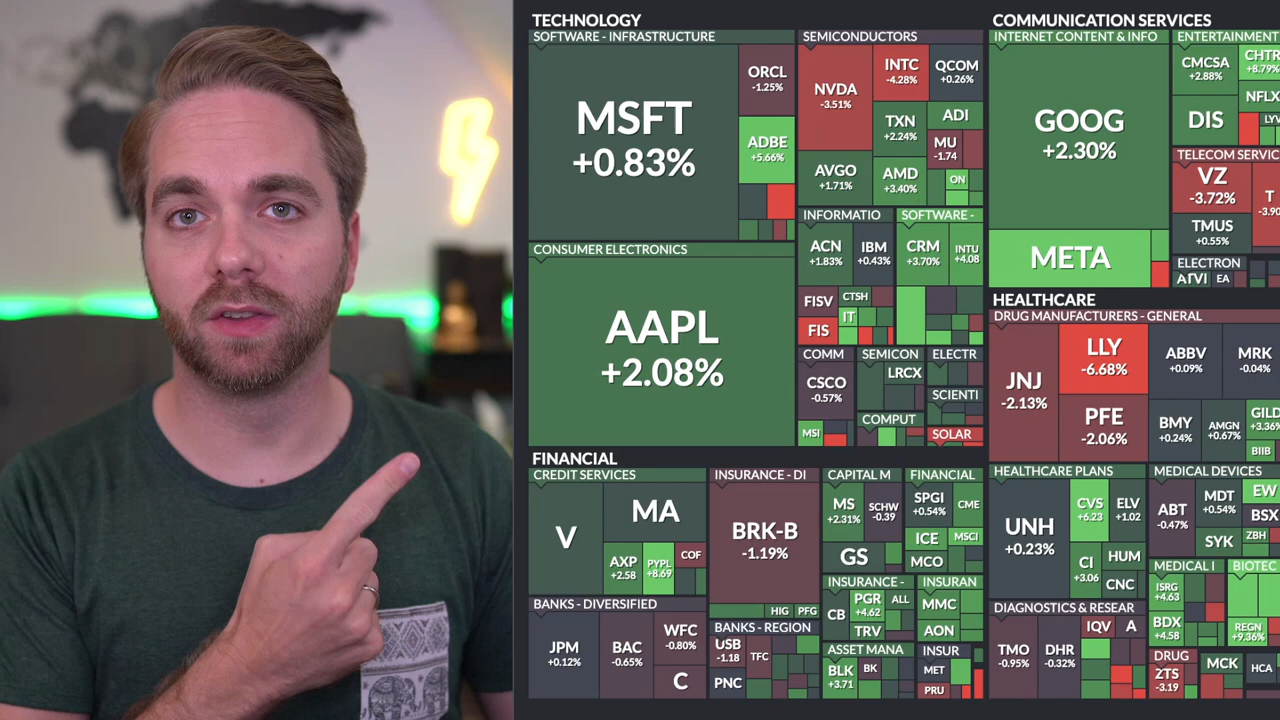 TECHNOLOGY
SOFTWARE - INFRASTRUCTURE
MSFT
+0.83%
ORCL
-1.25%
ADBE
+5.66%
CONSUMER ELECTRONICS
AAPL
+2.08%
SEMICONDUCTORS
NVDA
-3.51%
INTC
-4.28%
QCOM
+0.26%
TXN
+2.24%
ADI
MU
-1.74
AVGO
+1.71%
AMD
+3.40%
ON
INFORMATIO
ACN
+1.83%
IBM
+0.43%
FISV
CTSH
IT
FIS
SOFTWARE -
CRM
+3.70%
INTU
+4.08
COMM
CSCO
-0.57%
MSI
SEMICON
LRCX
COMPUT
ELECTR
SCIENTI
SOLAR
COMMUNICATION SERVICES
INTERNET CONTENT & INFO
GOOG
+2.30%
META
ENTERTAINMENT
CMCSA
+2.88%
CHTR
+8.79%
NFLX
DIS
LYV
TELECOM SERVIC
VZ
-3.72%
T
-3.90
TMUS
+0.55%
ELECTRON
ATVI
EA
HEALTHCARE
DRUG MANUFACTURERS - GENERAL
JNJ
-2.13%
LLY
-6.68%
PFE
-2.06%
ABBV
+0.09%
MRK
-0.04%
BMY
+0.24%
AMGN
+0.67%
GILD
+3.36%
BIIB
HEALTHCARE PLANS
UNH
+0.23%
CVS
+6.23
ELV
+1.02
CI
+3.06
HUM
CNC
MEDICAL DEVICES
ABT
-0.47%
MDT
+0.54%
EW
BSX
SYK
ZBH
DIAGNOSTICS & RESEAR
TMO
-0.95%
DHR
-0.32%
IQV
A
MEDICAL I
ISRG
+4.63
BDX
+4.58
BIOTEC
REGN
+9.36%
DRUG
ZTS
-3.19
MCK
HCA
FINANCIAL
CREDIT SERVICES
V
MA
AXP
+2.58
PYPL
+8.69
COF
BANKS - DIVERSIFIED
JPM
+0.12%
BAC
-0.65%
WFC
-0.80%
C
INSURANCE - DI
BRK-B
-1.19%
HIG
PFG
BANKS - REGION
USB
-1.18
TFC
PNC
CAPITAL M
MS
+2.31%
SCHW
-0.39
GS
FINANCIAL
SPGI
+0.54%
CME
ICE
MSCI
MCO
INSURANCE -
CB
PGR
+4.62
ALL
TRV
INSURAN
MMC
AON
ASSET MANA
BLK
+3.71
BK
INSUR
MET
PRU